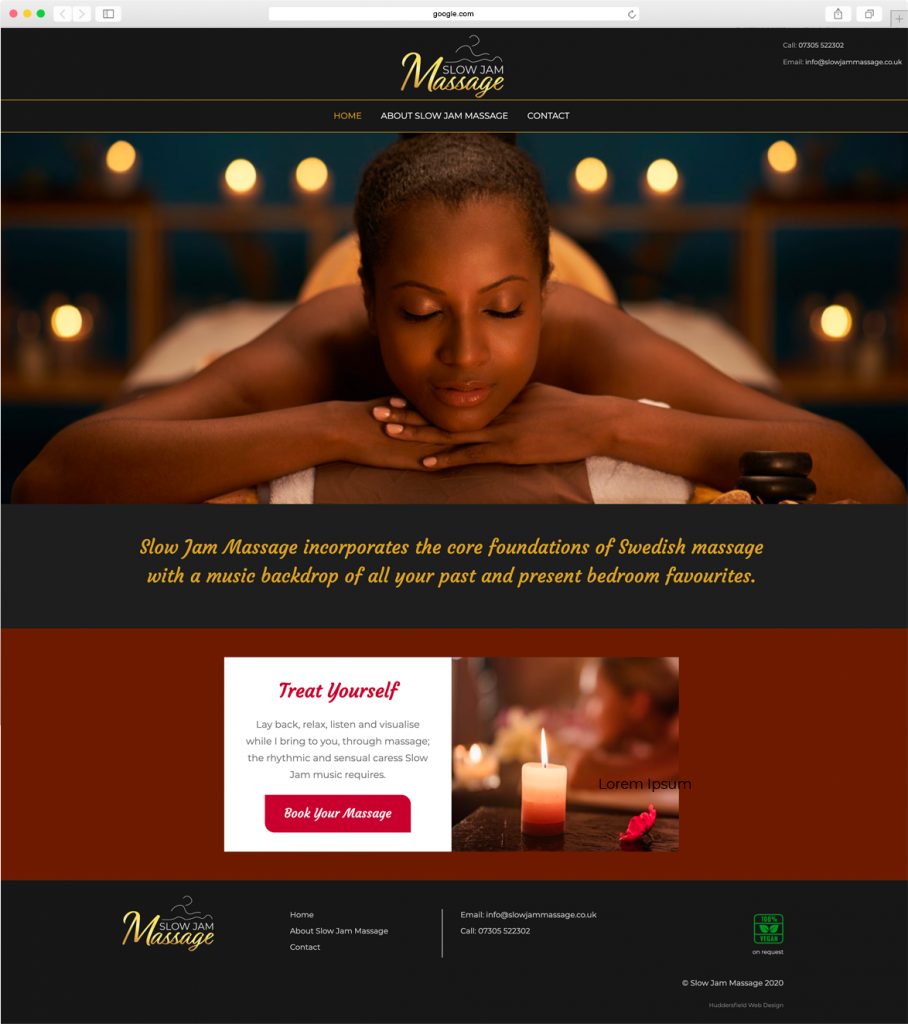 google.com
SLOW JAM
Massage
Call: 07305 522302
Email: info@slowjammassage.co.uk
HOME ABOUT SLOW JAM MASSAGE CONTACT
Slow Jam Massage incorporates the core foundations of Swedish massage
with a music backdrop of all your past and present bedroom favourites.
Treat Yourself
Lay back, relax, listen and visualise
while I bring to you, through massage;
the rhythmic and sensual caress Slow
Jam music requires.
Book Your Massage
Lorem Ipsum
SLOW JAM
Massage
Home
About Slow Jam Massage
Contact
Email: info@slowjammassage.co.uk
Call: 07305 522302
100%
VEGAN
on request
© Slow Jam Massage 2020
Huddersfield Web Design